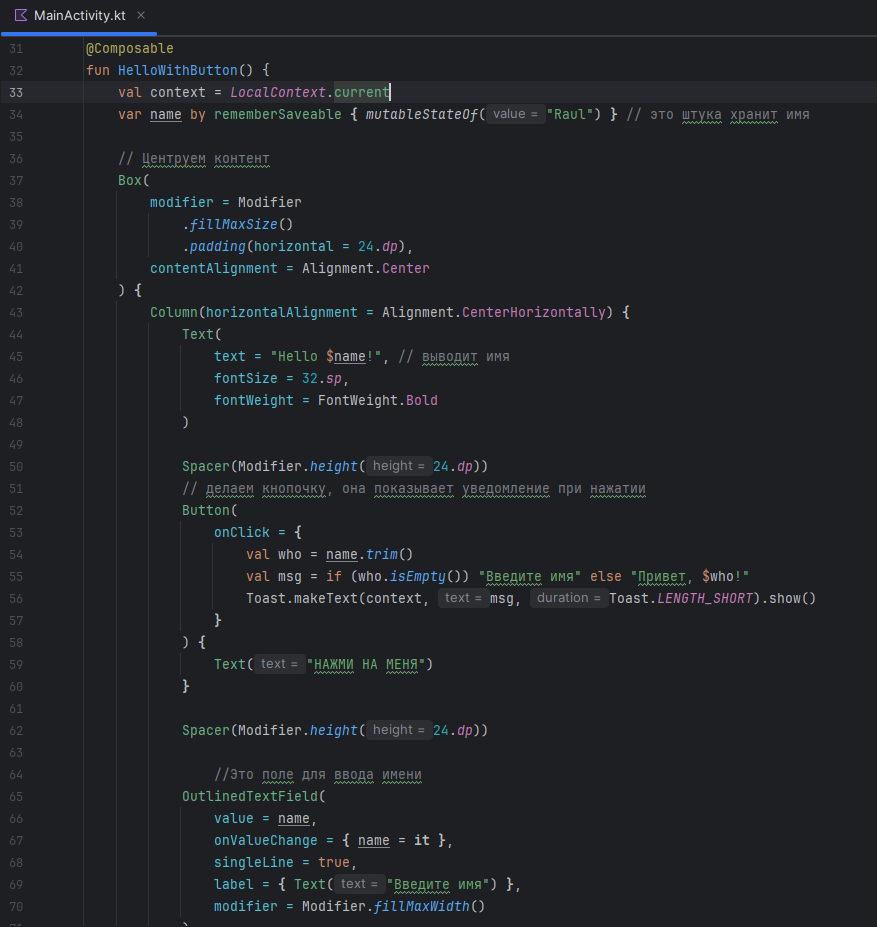 MainActivity.kt ×
31 @Composable
32 fun HelloWithButton() {
33 val context = LocalContext.current
34 var name by rememberSaveable { mutableStateOf( value = "Raul") } // это штука хранит имя
35
36 // Центруем контент
37 Box(
38 modifier = Modifier
39 .fillMaxSize()
40 .padding(horizontal = 24.dp),
41 contentAlignment = Alignment.Center
42 ) {
43 Column(horizontalAlignment = Alignment.CenterHorizontally) {
44 Text(
45 text = "Hello $name!", // выводит имя
46 fontSize = 32.sp,
47 fontWeight = FontWeight.Bold
48 )
49
50 Spacer(Modifier.height( height = 24.dp))
51 // делаем кнопочку, она показывает уведомление при нажатии
52 Button(
53 onClick = {
54 val who = name.trim()
55 val msg = if (who.isEmpty()) "Введите имя" else "Привет, $who!"
56 Toast.makeText(context, text = msg, duration = Toast.LENGTH_SHORT).show()
57 }
58 ) {
59 Text( text = "НАЖМИ НА МЕНЯ")
60 }
61
62 Spacer(Modifier.height( height = 24.dp))
63
64 //Это поле для ввода имени
65 OutlinedTextField(
66 value = name,
67 onValueChange = { name = it },
68 singleLine = true,
69 label = { Text( text = "Введите имя") },
70 modifier = Modifier.fillMaxWidth()